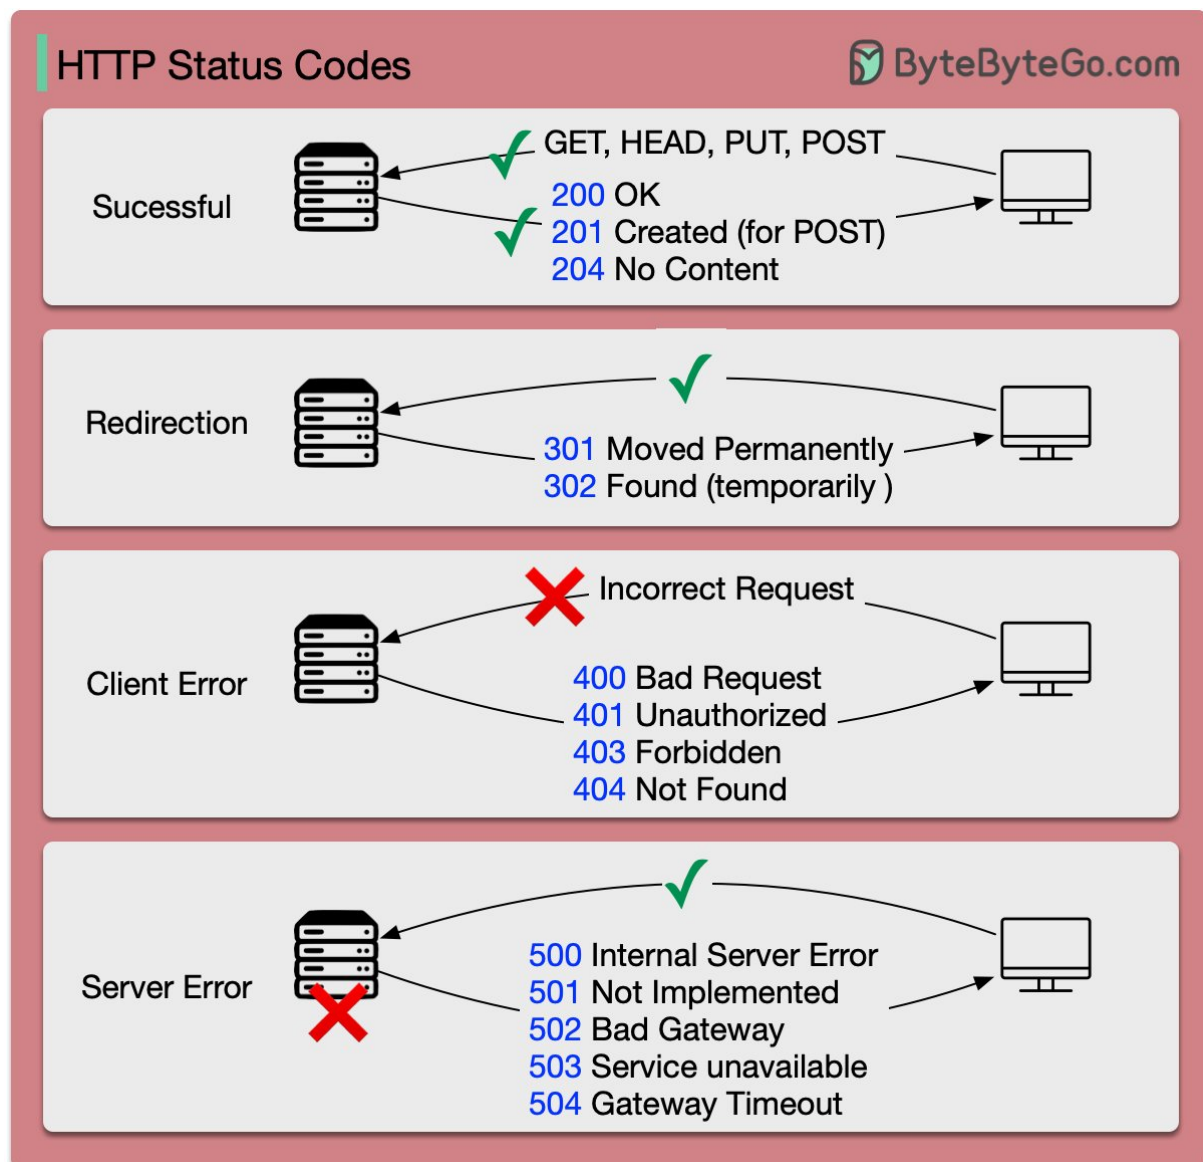 HTTP Status Codes
ByteByteGo.com
Sucessful
GET, HEAD, PUT, POST
200 OK
201 Created (for POST)
204 No Content
Redirection
301 Moved Permanently
302 Found (temporarily )
Client Error
Incorrect Request
400 Bad Request
401 Unauthorized
403 Forbidden
404 Not Found
Server Error
500 Internal Server Error
501 Not Implemented
502 Bad Gateway
503 Service unavailable
504 Gateway Timeout